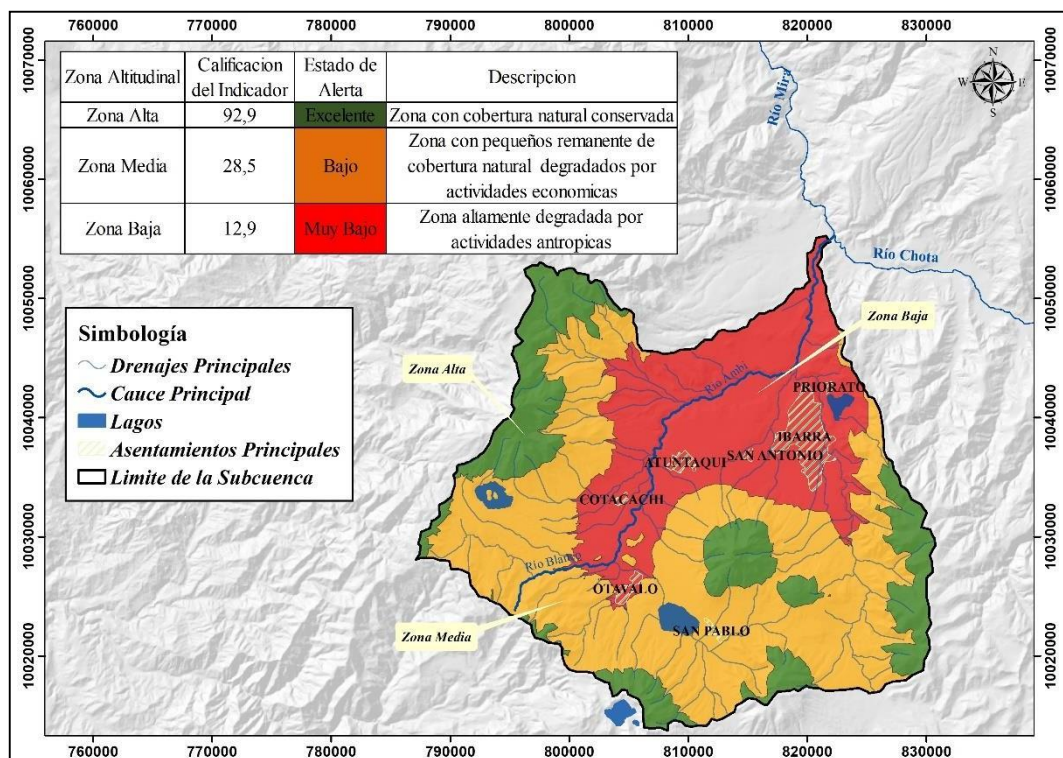 760000 770000 780000 790000 800000 810000 820000 830000
10070000 10060000 10050000 10040000 10030000 10020000
Zona Altitudinal Calificacion del Indicador Estado de Alerta Descripcion
Zona Alta 92,9 Excelente Zona con cobertura natural conservada
Zona Media 28,5 Bajo Zona con pequeños remanente de cobertura natural degradados por actividades economicas
Zona Baja 12,9 Muy Bajo Zona altamente degradada por actividades antropicas
N
W E
S
Río Mira
Río Chota
Zona Baja
Zona Alta
Río Ambi
PRIORATO
IBARRA
SAN ANTONIO
ATUNTAQUI
COTACACHI
Río Blanco
OTAVALO
SAN PABLO
Zona Media
Simbología
Drenajes Principales
Cauce Principal
Lagos
Asentamientos Principales
Limite de la Subcuenca
10070000 10060000 10050000 10040000 10030000 10020000
760000 770000 780000 790000 800000 810000 820000 830000